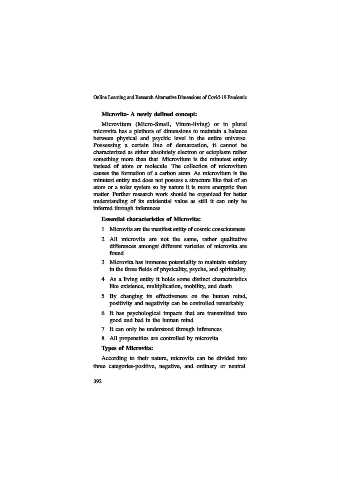 Online Learning and Research Alternative Dimensions of Covid-19 Pandemic
Microvita- A newly defined concept:
Microvitum (Micro-Small, Vitum-living) or in plural
microvita has a plethora of dimensions to maintain a balance
between physical and psychic level in the entire universe.
Possessing a certain line of demarcation, it cannot be
characterized as either absolutely electron or ectoplasm rather
something more than that. Microvitum is the minutest entity
instead of atom or molecule. The collection of microvitum
causes the formation of a carbon atom. As microvitum is the
minutest entity and does not possess a structure like that of an
atom or a solar system so by nature it is more energetic than
matter. Further research work should be organized for better
understanding of its existential value as still it can only be
inferred through inferences.
Essential characteristics of Microvita:
1 Microvita are the manifest entity of cosmic consciousness
2 All microvita are not the same, rather qualitative
differences amongst different varieties of microvita are
found
3 Microvita has immense potentiality to maintain subtlety
in the three fields of physicality, psyche, and spirituality
4 As a living entity it holds some distinct characteristics
like existence, multiplication, mobility, and death
5 By changing its effectiveness on the human mind,
positivity and negativity can be controlled remarkably
6 It has psychological impacts that are transmitted into
good and bad in the human mind
7 It can only be understood through inferences
8 All propensities are controlled by microvita
Types of Microvita:
According to their nature, microvita can be divided into
three categories-positive, negative, and ordinary or neutral
392